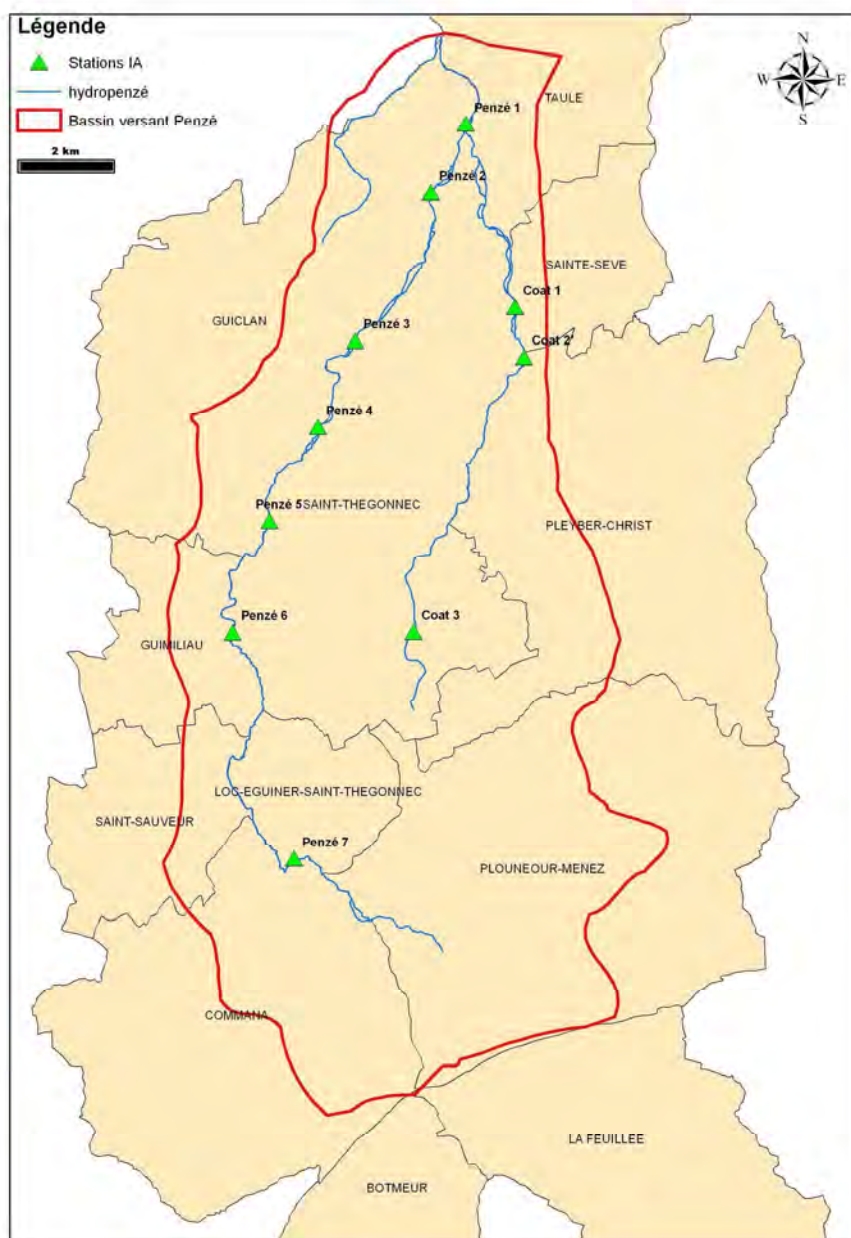 Légende
Stations IA
hydropenzé
Bassin versant Penzé
2 km
N
W
E
S
TAULE
Penzé 1
Penzé 2
SAINTE-SEVE
Coat 1
GUICLAN
Penzé 3
Coat 2'
Penzé 4
Penzé 5
SAINT-THEGONNEC
PLEYBER-CHRIST
Penzé 6
Coat 3
GUIMILIAU
LOC-EGUINER-SAINT-THEGONNEC
SAINT-SAUVEUR
Penzé 7
PLOUNEOUR-MENEZ
COMMANA
LA FEUILLEE
BOTMEUR